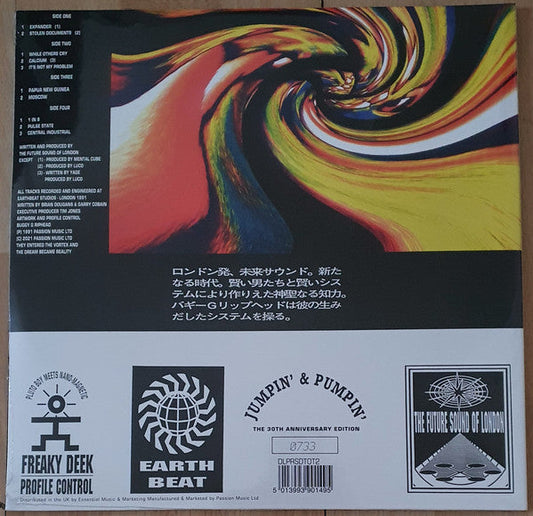 SIDE ONE
1 EXPANDER (1)
2 STOLEN DOCUMENTS (2)
SIDE TWO
1 WHILE OTHERS CRY
2 CALCIUM (3)
3 IT'S NOT MY PROBLEM
SIDE THREE
1 PAPUA NEW GUINEA
2 MOSCOW
SIDE FOUR
1 1 IN 8
2 PULSE STATE
3 CENTRAL INDUSTRIAL
WRITTEN AND PRODUCED BY
THE FUTURE SOUND OF LONDON
EXCEPT (1) - PRODUCED BY MENTAL CUBE
(2) - PRODUCED BY LUCO
(3) - WRITTEN BY YAGE
PRODUCED BY LUCO
ALL TRACKS RECORDED AND ENGINEERED AT
EARTHBEAT STUDIOS - LONDON 1991
WRITTEN BY BRIAN DOUGANS & GARRY COBAIN
EXECUTIVE PRODUCER TIM JONES
ARTWORK AND PROFILE CONTROL
BUGGY G RIPHEAD
(P) 1991 PASSION MUSIC LTD
(C) 2021 PASSION MUSIC LTD
THEY ENTERED THE VORTEX AND
THE DREAM BECAME REALITY
ロンドン発、未来サウンド。新た
なる時代。賢い男たちと賢いシス
テムにより作りえた神聖なる知力。
バギーGリップヘッドは彼の生み
だしたシステムを操る。
PLUTO BOY MEETS NANO-MAGNETIC
FREAKY DEEK
PROFILE CONTROL
EARTH
BEAT
JUMPIN' & PUMPIN'
THE 30TH ANNIVERSARY EDITION
0733
DLPRSDTOT2
5 013993 901495
THE FUTURE SOUND OF LONDON
Distributed in the UK by Essential Music & Marketing Manufactured & Marketed by Passion Music Ltd